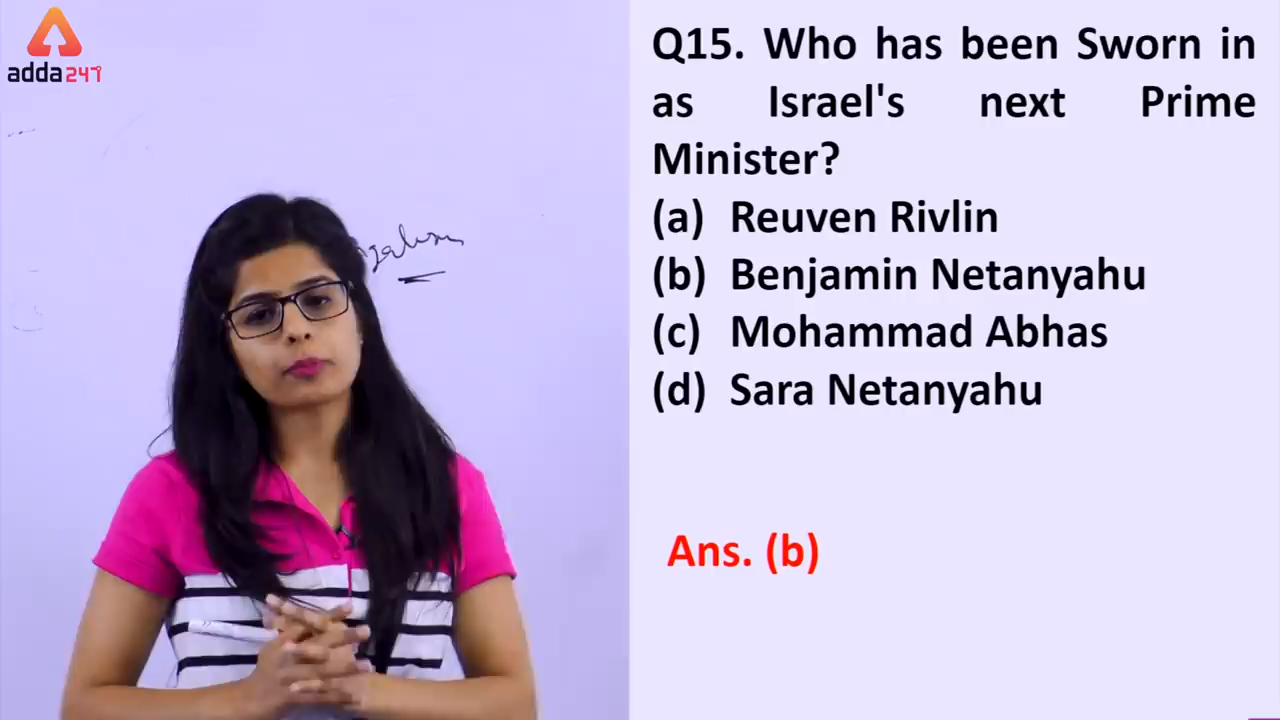 adda247
Q15. Who has been Sworn in
as Israel's next Prime
Minister?
(a) Reuven Rivlin
(b) Benjamin Netanyahu
(c) Mohammad Abhas
(d) Sara Netanyahu
Ans. (b)